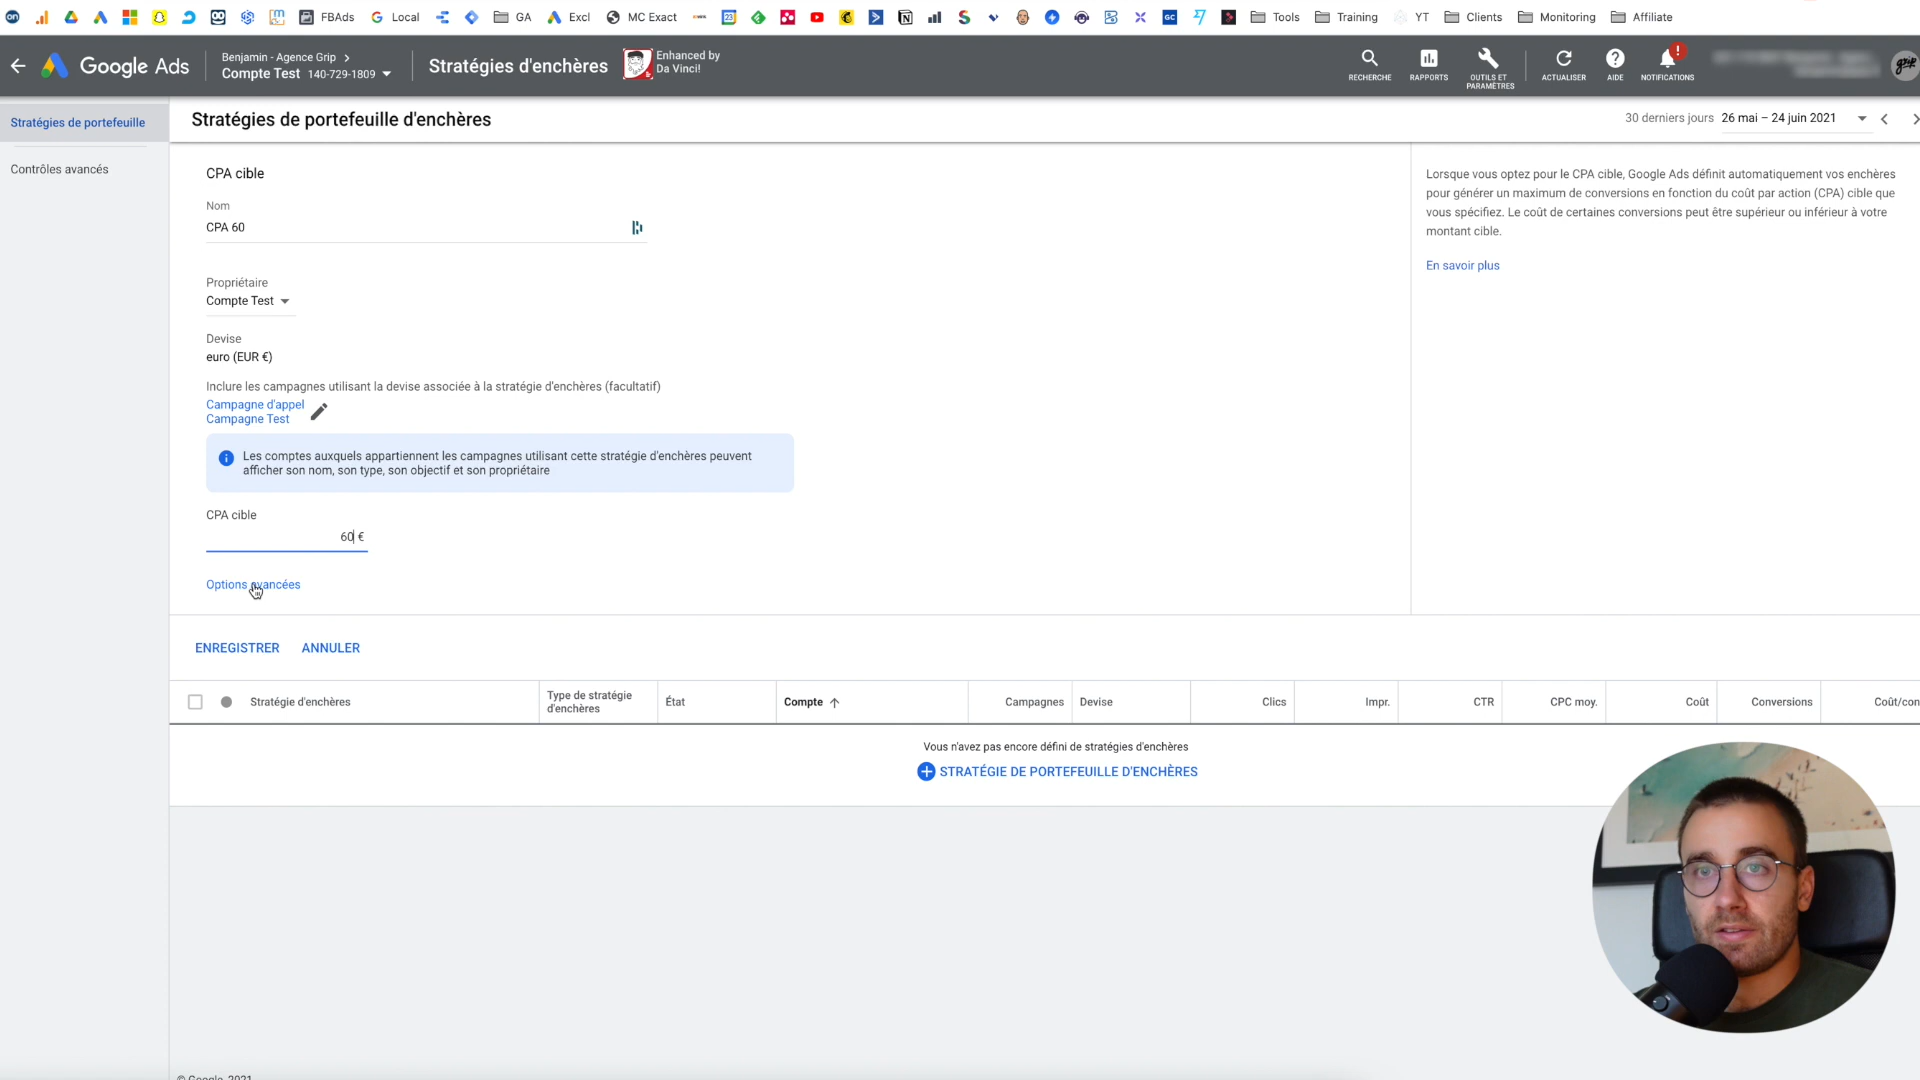 FBAds
Local
GA
Excl
MC Exact
Tools
Training
YT
Clients
Monitoring
Affiliate
Google Ads
Benjamin - Agence Grip
Compte Test 140-729-1809
Stratégies d'enchères
Enhanced by
Da Vinci!
RECHERCHE
RAPPORTS
OUTILS ET
PARAMÈTRES
ACTUALISER
AIDE
NOTIFICATIONS
grip
Stratégies de portefeuille
Contrôles avancés
Stratégies de portefeuille d'enchères
30 derniers jours 26 mai – 24 juin 2021
CPA cible
Nom
CPA 60
Propriétaire
Compte Test
Devise
euro (EUR €)
Inclure les campagnes utilisant la devise associée à la stratégie d'enchères (facultatif)
Campagne d'appel
Campagne Test
Les comptes auxquels appartiennent les campagnes utilisant cette stratégie d'enchères peuvent
afficher son nom, son type, son objectif et son propriétaire
CPA cible
60 €
Options avancées
Lorsque vous optez pour le CPA cible, Google Ads définit automatiquement vos enchères
pour générer un maximum de conversions en fonction du coût par action (CPA) cible que
vous spécifiez. Le coût de certaines conversions peut être supérieur ou inférieur à votre
montant cible.
En savoir plus
ENREGISTRER ANNULER
Stratégie d'enchères
Type de stratégie
d'enchères
État
Compte
Campagnes
Devise
Clics
Impr.
CTR
CPC moy.
Coût
Conversions
Coût/con
Vous n'avez pas encore défini de stratégies d'enchères
STRATÉGIE DE PORTEFEUILLE D'ENCHÈRES
© Google, 2021